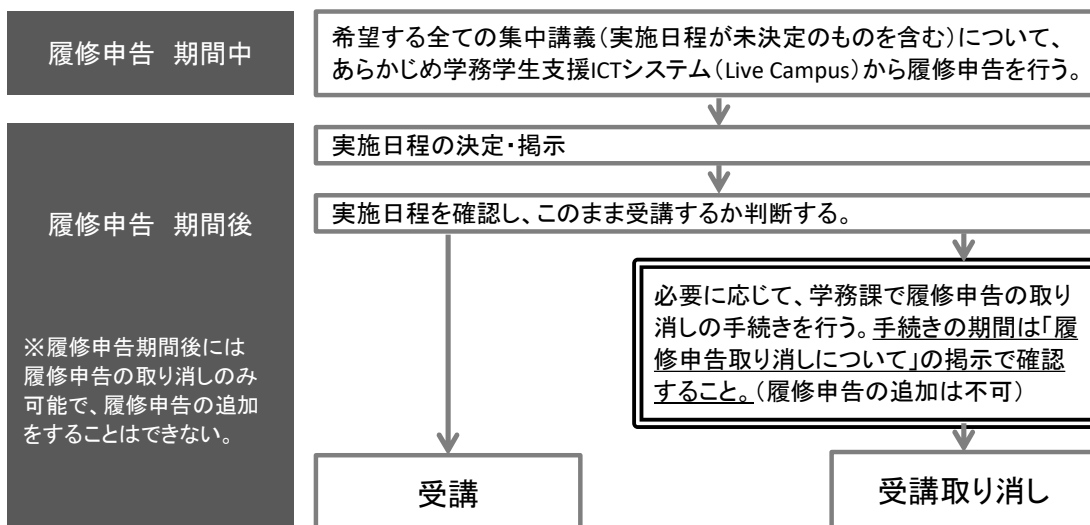 履修申告 期間中
希望する全ての集中講義（実施日程が未決定のものを含む）について、
あらかじめ学務学生支援ICTシステム（Live Campus）から履修申告を行う。
実施日程の決定・掲示
履修申告 期間後
実施日程を確認し、このまま受講するか判断する。
必要に応じて、学務課で履修申告の取り
消しの手続きを行う。手続きの期間は「履
修申告取り消しについて」の掲示で確認
すること。（履修申告の追加は不可）
※履修申告期間後には
履修申告の取り消しのみ
可能で、履修申告の追加
をすることはできない。
受講
受講取り消し